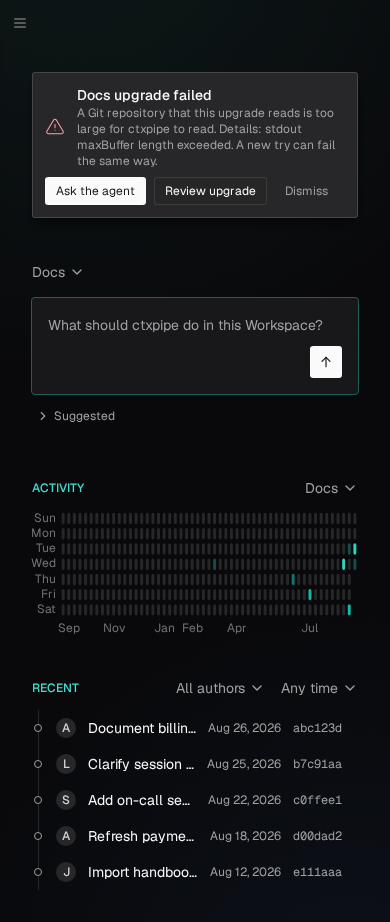 Docs upgrade failed
A Git repository that this upgrade reads is too
large for ctxpipe to read. Details: stdout
maxBuffer length exceeded. A new try can fail
the same way.
Ask the agent Review upgrade Dismiss
Docs
What should ctxpipe do in this Workspace?
Suggested
ACTIVITY Docs
Sun
Mon
Tue
Wed
Thu
Fri
Sat
Sep Nov Jan Feb Apr Jul
RECENT All authors Any time
A Document billin... Aug 26, 2026 abc123d
L Clarify session ... Aug 25, 2026 b7c91aa
S Add on-call se... Aug 22, 2026 c0ffee1
A Refresh payme... Aug 18, 2026 d00dad2
J Import handboo... Aug 12, 2026 e111aaa